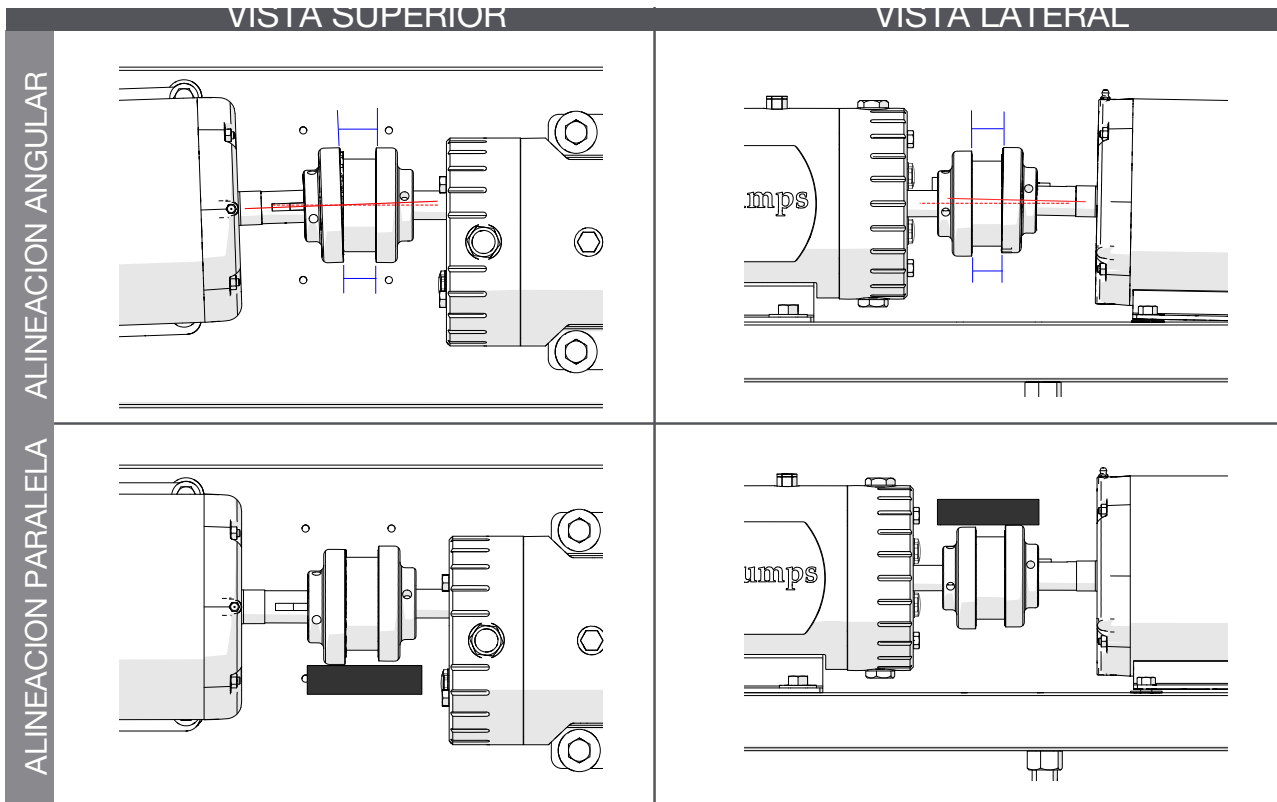 VISTA SUPERIOR
VISTA LATERAL
ALINEACION ANGULAR
umps
ALINEACION PARALELA
umps